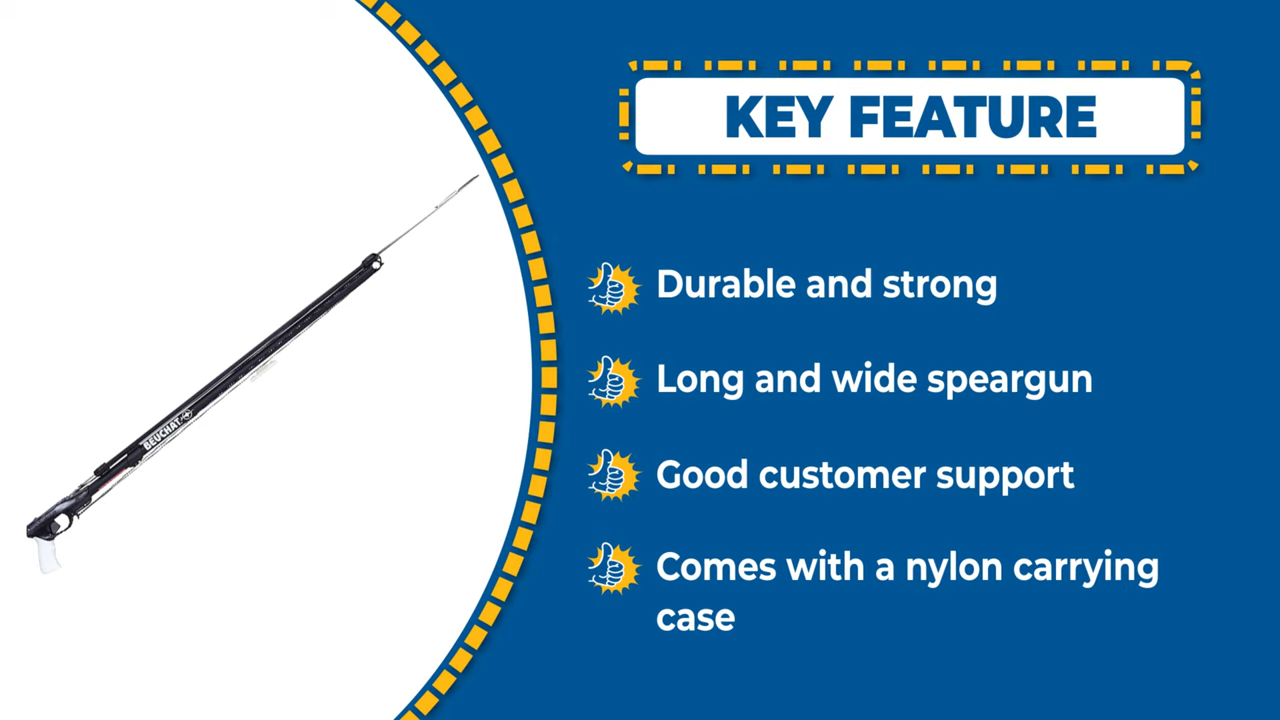 KEY FEATURE
Durable and strong
Long and wide speargun
Good customer support
Comes with a nylon carrying
case
BEUCHAT